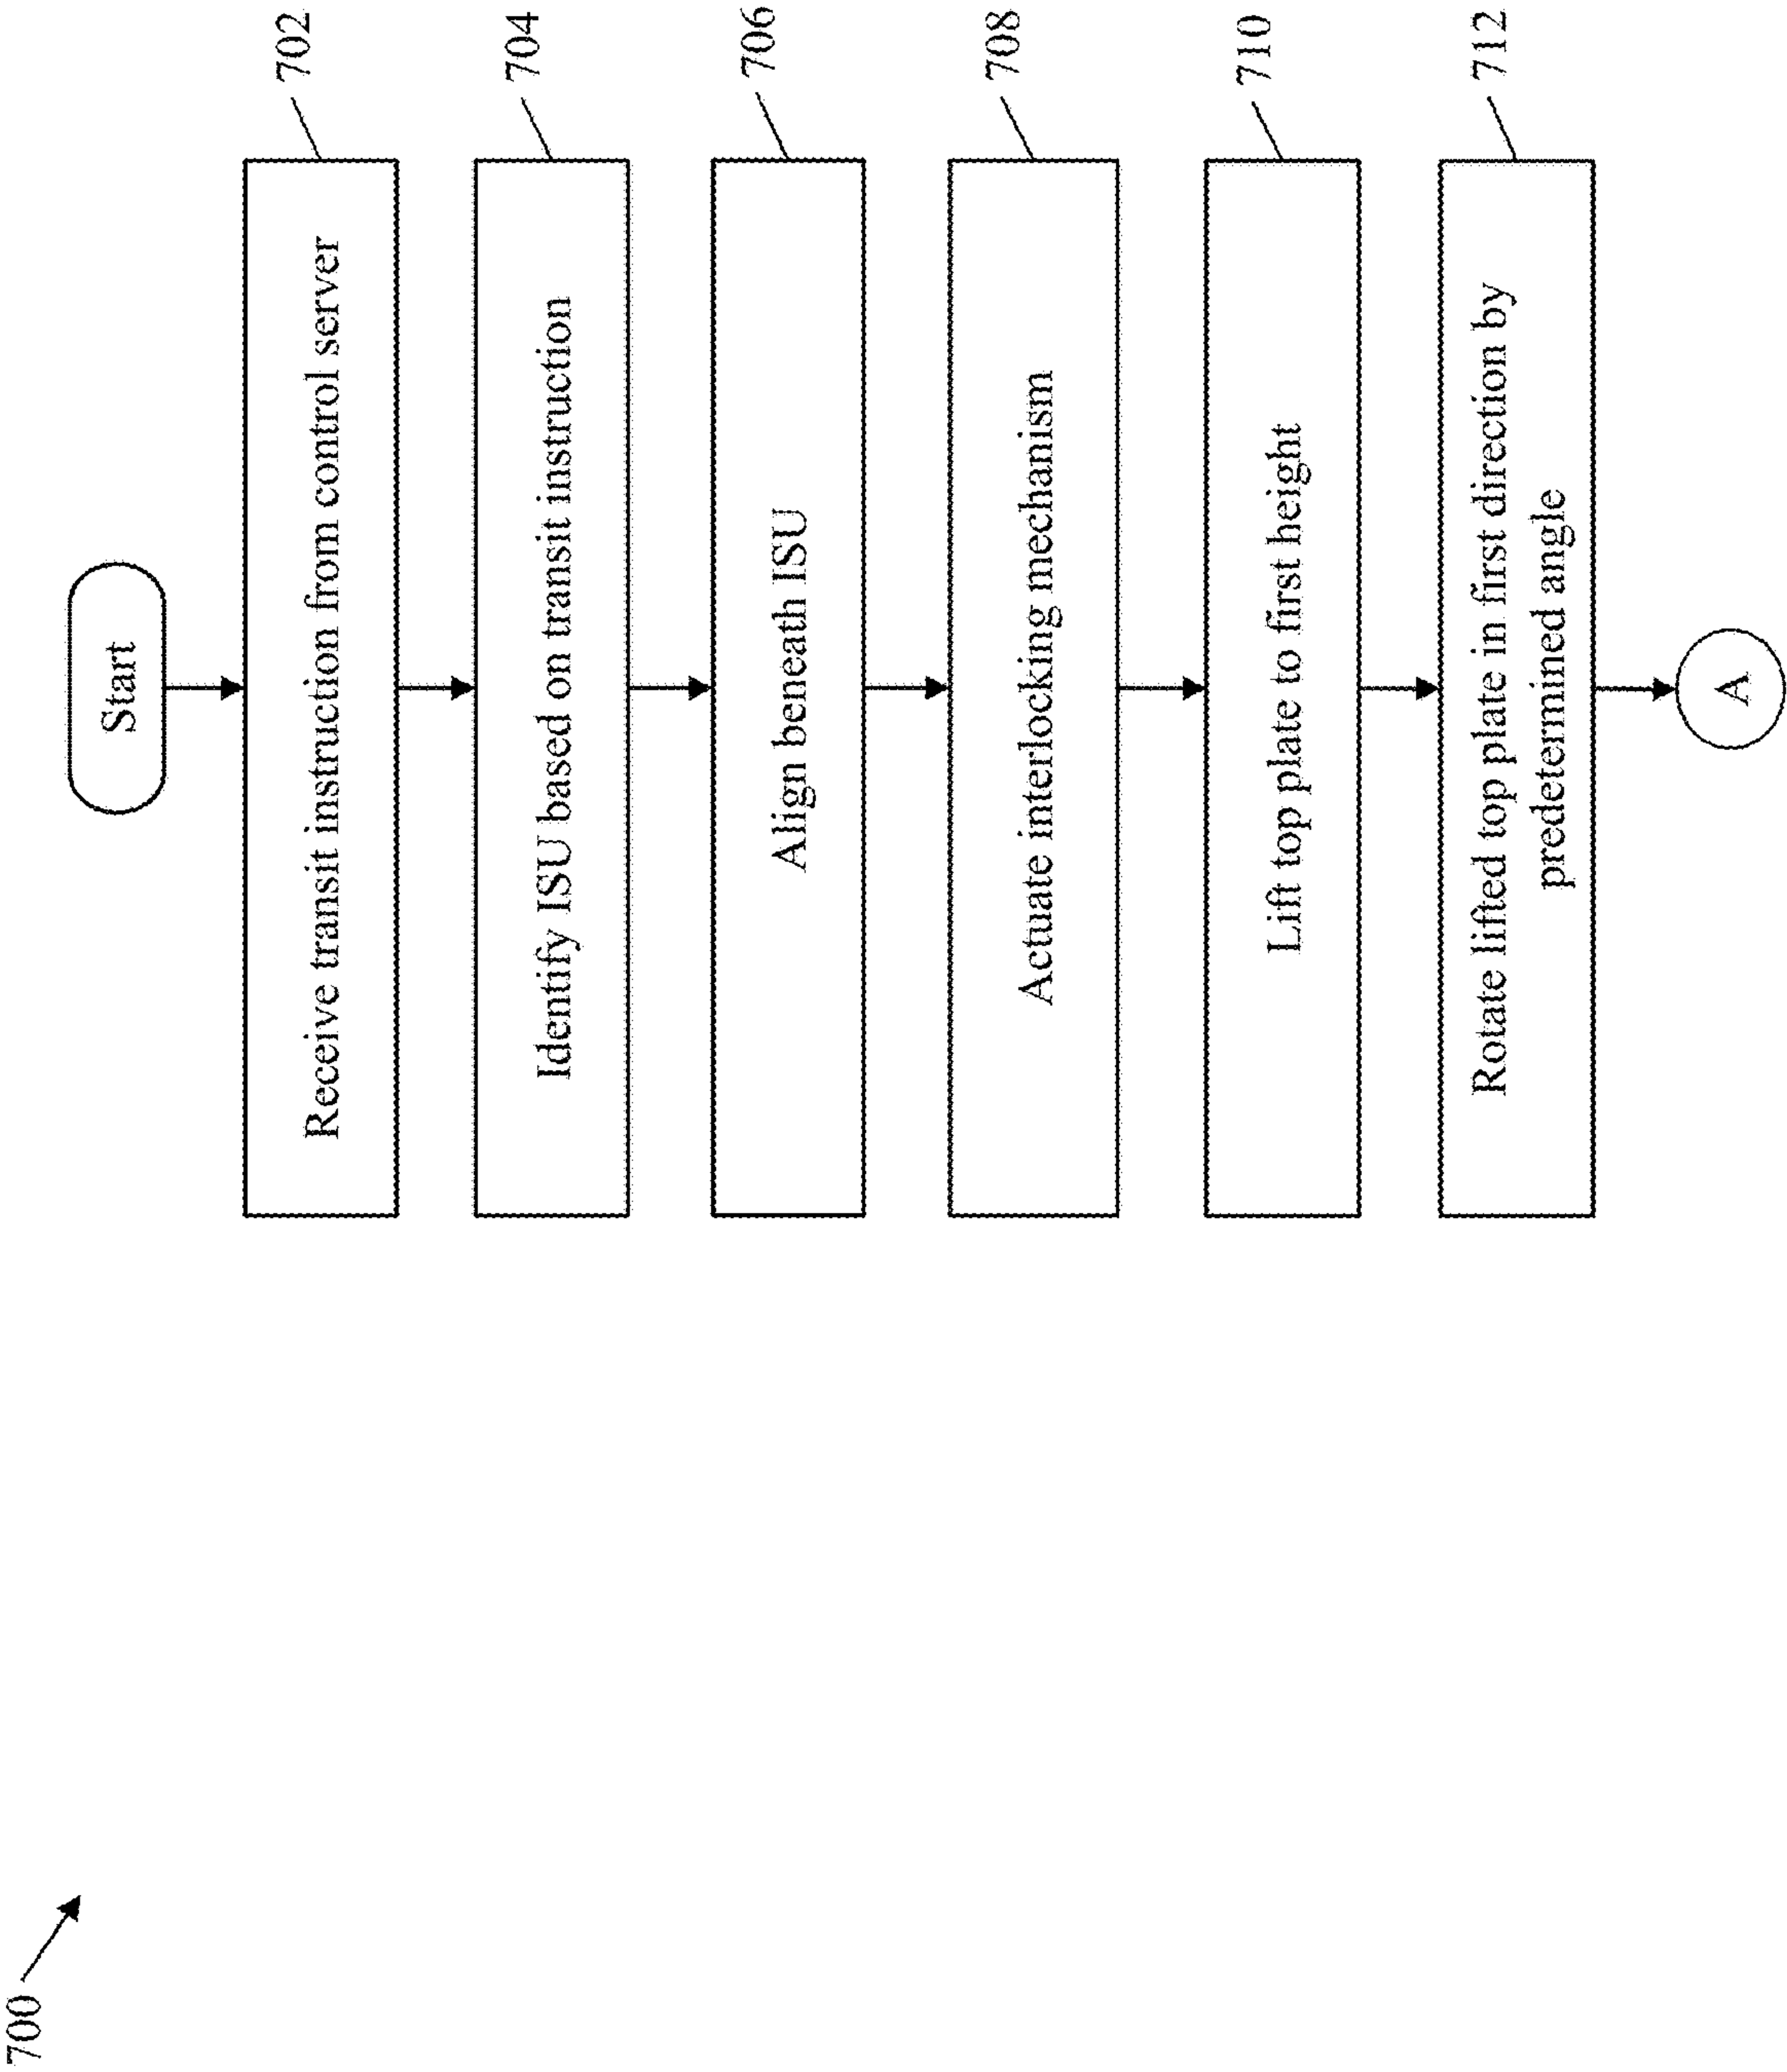 700
Start
Receive transit instruction from control server
702
Identify ISU based on transit instruction
704
Align beneath ISU
706
Actuate interlocking mechanism
708
Lift top plate to first height
710
Rotate lifted top plate in first direction by
predetermined angle
712
A